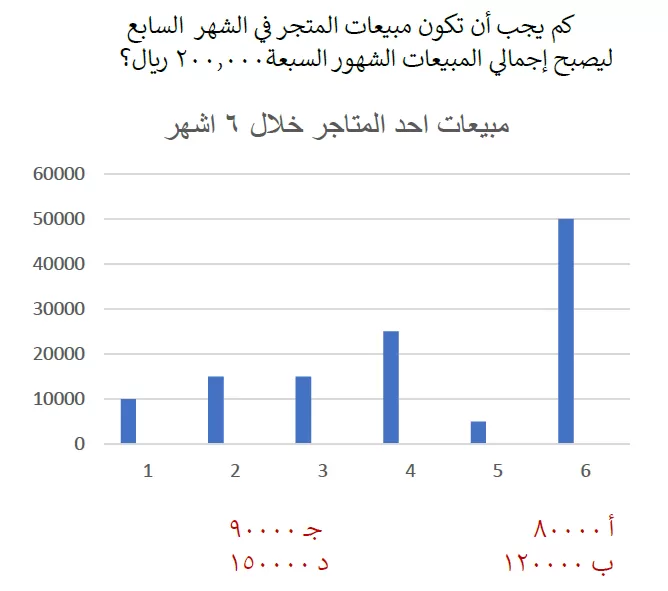 كم يجب أن تكون مبيعات المتجر في الشهر السابع
ليصبح إجمالي المبيعات الشهور السبعة٢٠٠,٠٠٠ ريال؟
مبيعات احد المتاجر خلال ٦ اشهر
60000
50000
40000
30000
20000
10000
0
1 2 3 4 5 6
أ ٨٠٠٠٠ جـ ٩٠٠٠٠
ب ١٢٠٠٠٠ د ١٥٠٠٠٠